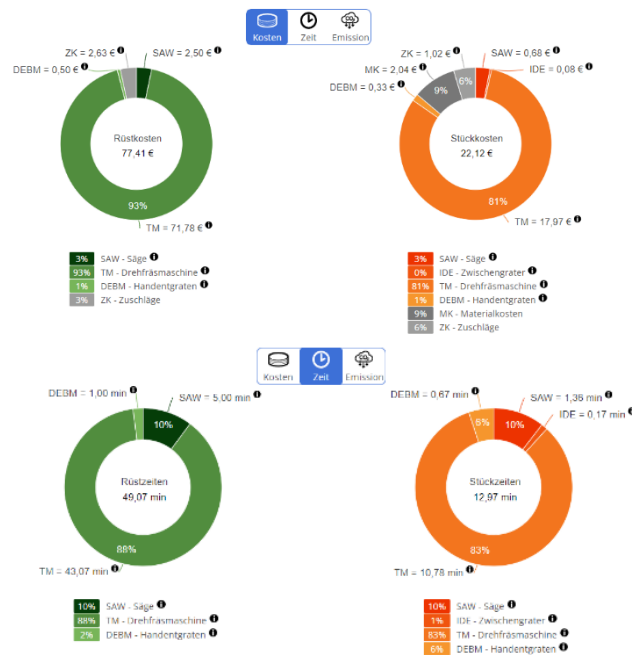 Kosten Zeit Emission
ZK = 2,63 € SAW = 2,50 €
DEBM = 0,50 €
Rüstkosten
77,41 €
93%
TM = 71,78 €
3% SAW - Säge
93% TM - Drehfräsmaschine
1% DEBM - Handentgraten
3% ZK - Zuschläge
ZK = 1,02 € SAW = 0,68 €
MK = 2,04 € IDE = 0,08 €
DEBM = 0,33 €
9% 6%
Stückkosten
22,12 €
81%
TM = 17,97 €
3% SAW - Säge
0% IDE - Zwischengrater
81% TM - Drehfräsmaschine
1% DEBM - Handentgraten
9% MK - Materialkosten
6% ZK - Zuschläge
Kosten Zeit Emission
DEBM = 1,00 min SAW = 5,00 min
10%
Rüstzeiten
49,07 min
88%
TM = 43,07 min
10% SAW - Säge
88% TM - Drehfräsmaschine
2% DEBM - Handentgraten
DEBM = 0,67 min SAW = 1,36 min
IDE = 0,17 min
6% 10%
Stückzeiten
12,97 min
83%
TM = 10,78 min
10% SAW - Säge
1% IDE - Zwischengrater
83% TM - Drehfräsmaschine
6% DEBM - Handentgraten